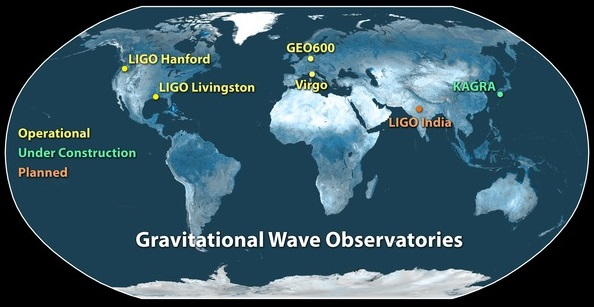 GEO600
LIGO Hanford
LIGO Livingston
Virgo
KAGRA
LIGO India
Operational
Under Construction
Planned
Gravitational Wave Observatories